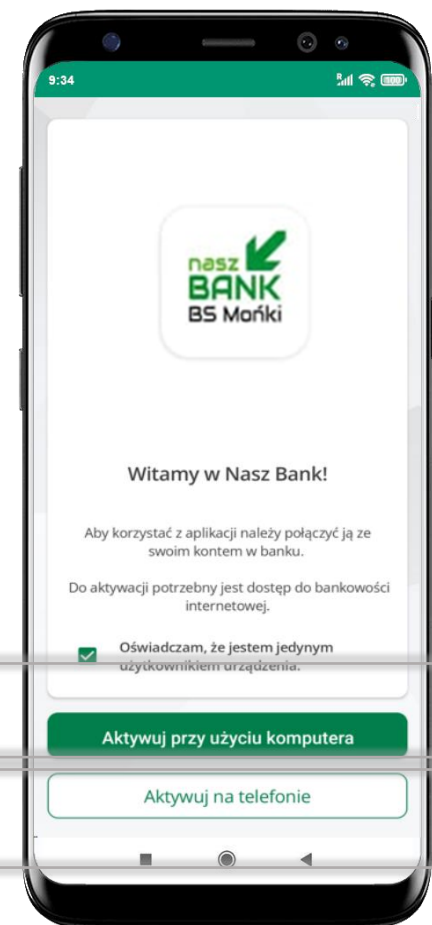 9:34
R
nasz
BANK
BS Mońki
Witamy w Nasz Bank!
Aby korzystać z aplikacji należy połączyć ją ze
swoim kontem w banku.
Do aktywacji potrzebny jest dostęp do bankowości
internetowej.
Oświadczam, że jestem jedynym
użytkownikiem urządzenia.
Aktywuj przy użyciu komputera
Aktywuj na telefonie